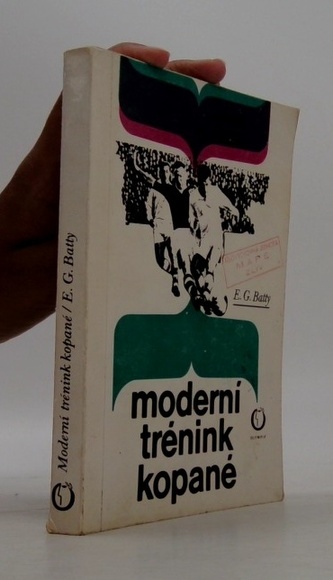 Moderní trénink kopané / E. G. Batty
E. G. Batty
moderní
trénink
kopané